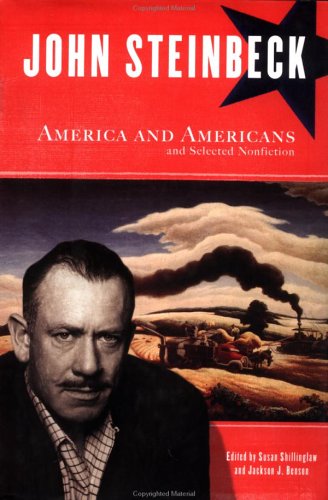 JOHN STEINBECK
AMERICA AND AMERICANS
and Selected Nonfiction
Edited by Susan Shillinglaw
and Jackson J. Benson